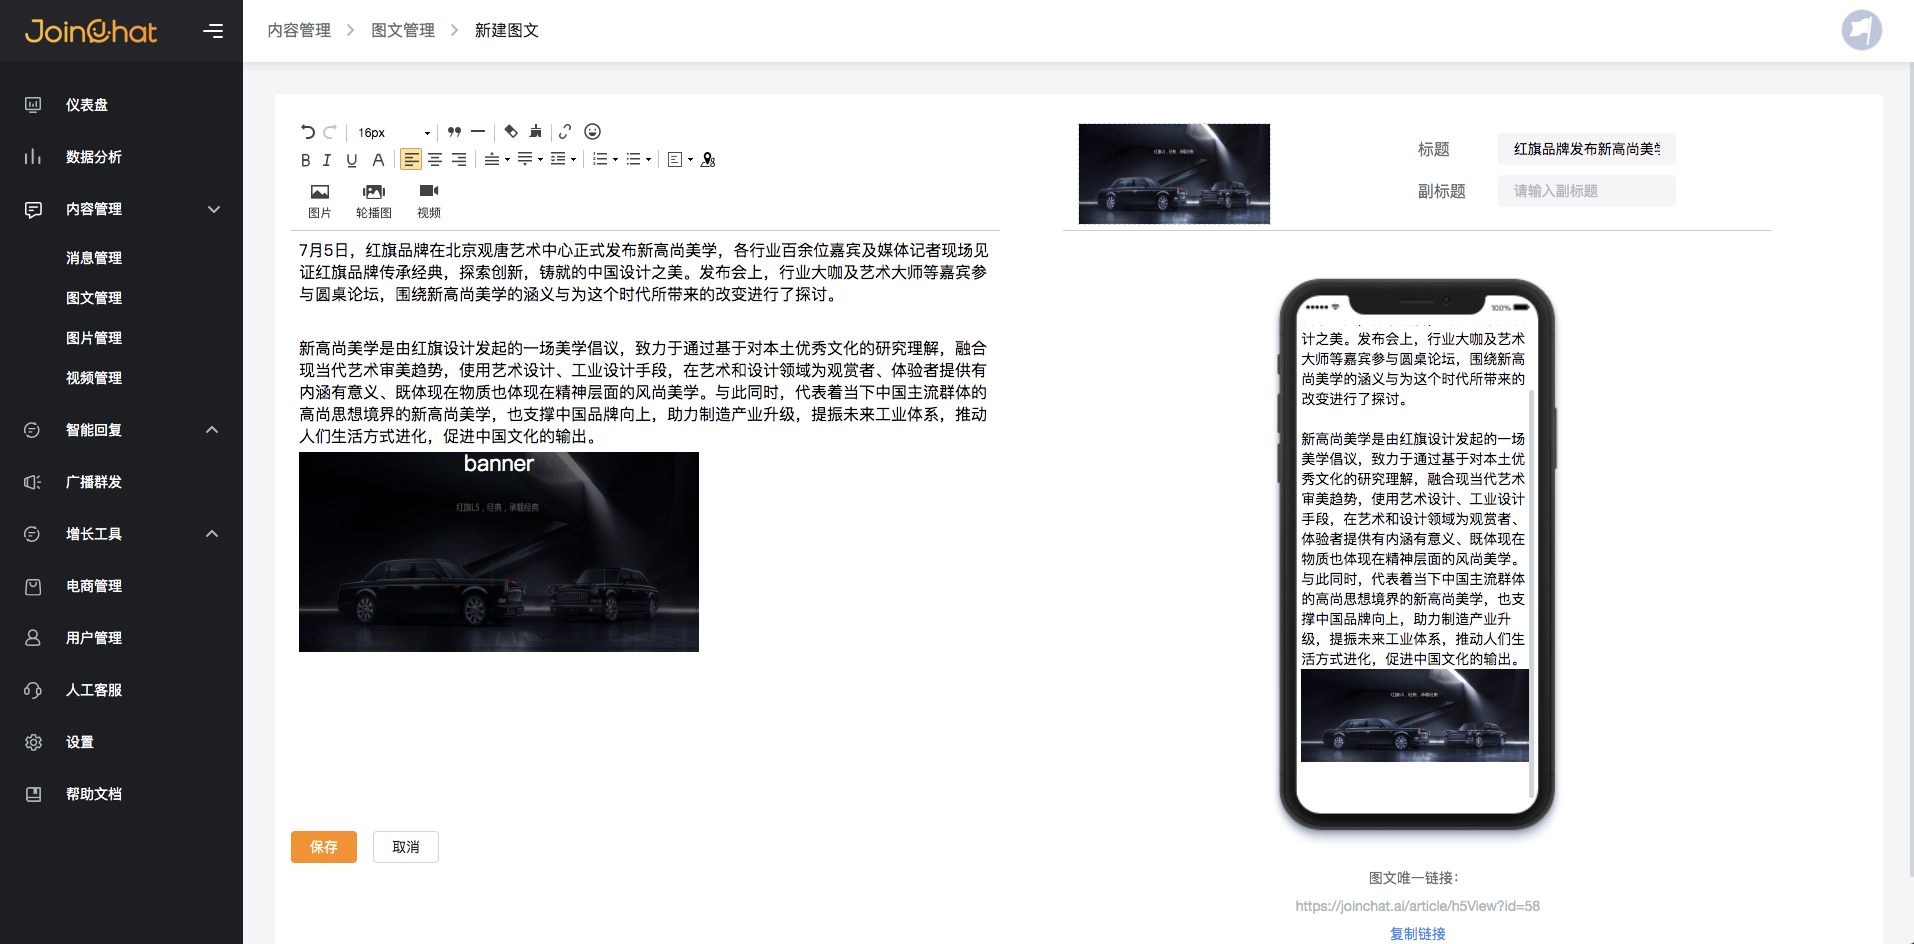 JoinChat
内容管理 > 图文管理 > 新建图文
仪表盘
数据分析
内容管理
消息管理
图文管理
图片管理
视频管理
智能回复
广播群发
增长工具
电商管理
用户管理
人工客服
设置
帮助文档
16px
B I U A
图片 轮播图 视频
7月5日，红旗品牌在北京观唐艺术中心正式发布新高尚美学，各行业百余位嘉宾及媒体记者现场见
证红旗品牌传承经典，探索创新，铸就的中国设计之美。发布会上，行业大咖及艺术大师等嘉宾参
与圆桌论坛，围绕新高尚美学的涵义与为这个时代所带来的改变进行了探讨。
新高尚美学是由红旗设计发起的一场美学倡议，致力于通过基于对本土优秀文化的研究理解，融合
现当代艺术审美趋势，使用艺术设计、工业设计手段，在艺术和设计领域为观赏者、体验者提供有
内涵有意义、既体现在物质也体现在精神层面的风尚美学。与此同时，代表着当下中国主流群体的
高尚思想境界的新高尚美学，也支撑中国品牌向上，助力制造产业升级，提振未来工业体系，推动
人们生活方式进化，促进中国文化的输出。
banner
红旗L5，经典，承载经典
保存
取消
红旗L5，经典，承载经典
标题
红旗品牌发布新高尚美学
副标题
请输入副标题
100%
计之美。发布会上，行业大咖及艺术
大师等嘉宾参与圆桌论坛，围绕新高
尚美学的涵义与为这个时代所带来的
改变进行了探讨。
新高尚美学是由红旗设计发起的一场
美学倡议，致力于通过基于对本土优
秀文化的研究理解，融合现当代艺术
审美趋势，使用艺术设计、工业设计
手段，在艺术和设计领域为观赏者、
体验者提供有内涵有意义、既体现在
物质也体现在精神层面的风尚美学。
与此同时，代表着当下中国主流群体
的高尚思想境界的新高尚美学，也支
撑中国品牌向上，助力制造产业升
级，提振未来工业体系，推动人们生
活方式进化，促进中国文化的输出。
红旗L5，经典，承载经典
图文唯一链接：
https://joinchat.ai/article/h5View?id=58
复制链接